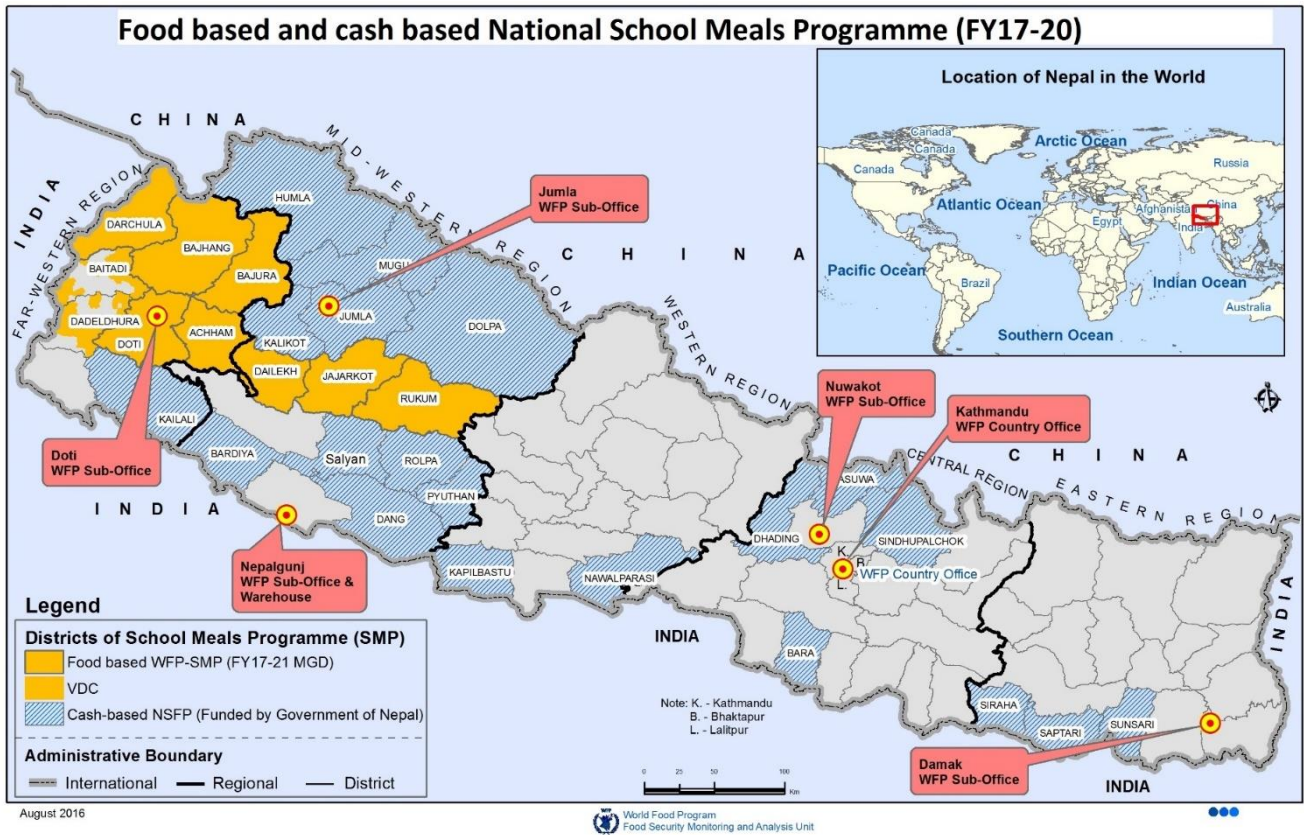 Food based and cash based National School Meals Programme (FY17-20)
Location of Nepal in the World
Canada
Canada
Canada
Arctic Ocean
Russia
Atlantic Ocean
Afghanista
China
Egypt
India
Pacific Ocean
Brazil
Indian Ocean
Australia
Southern Ocean
CHINA
INDIA
FAR-WESTERN REGION
MID-WESTERN REGION
CHINA
WESTERN REGION
CENTRAL REGION
CHINA
EASTERN REGION
INDIA
INDIA
INDIA
INDIA
HUMLA
DARCHULA
BAJHANG
BAITADI
BAJURA
MUGU
DADELDHURA
DOTI
ACHHAM
JUMLA
KALIKOT
DOLPA
DAILEKH
JAJARKOT
RUKUM
KAILALI
BARDIYA
Salyan
ROLPA
PYUTHAN
DANG
KAPILBASTU
NAWALPARASI
ASUWA
DHADING
SINDHUPALCHOK
K.
B.
L.
WFP Country Office
BARA
SIRAHA
SAPTARI
SUNSARI
Jumla
WFP Sub-Office
Nuwakot
WFP Sub-Office
Kathmandu
WFP Country Office
Doti
WFP Sub-Office
Nepalgunj
WFP Sub-Office &
Warehouse
Damak
WFP Sub-Office
Legend
Districts of School Meals Programme (SMP)
Food based WFP-SMP (FY17-21 MGD)
VDC
Cash-based NSFP (Funded by Government of Nepal)
Administrative Boundary
International
Regional
District
Note: K. - Kathmandu
B. - Bhaktapur
L. - Lalitpur
0 25 50 100
Km
August 2016
WFP
World Food Program
Food Security Monitoring and Analysis Unit